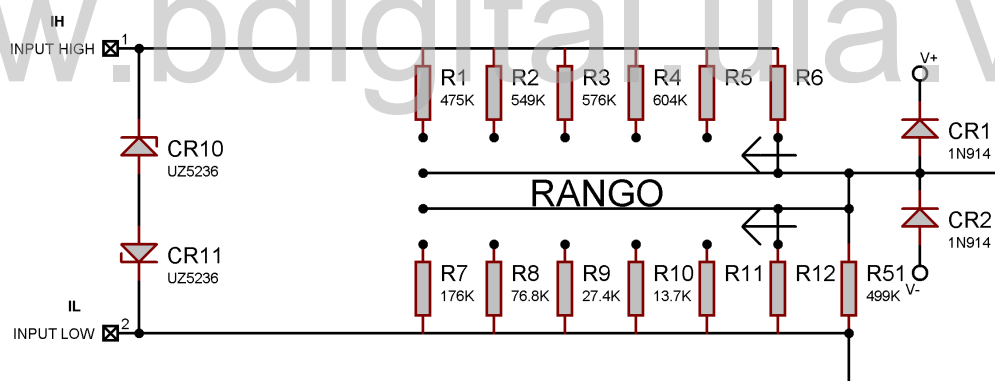 w.bdigital.ula.v
IH
INPUT HIGH 1
R1 R2 R3 R4 R5 R6
475K 549K 576K 604K
V+
CR1
1N914
CR10
UZ5236
RANGO
CR2
1N914
CR11
UZ5236
R7 R8 R9 R10 R11 R12 R51
176K 76.8K 27.4K 13.7K 499K
V-
IL
INPUT LOW 2